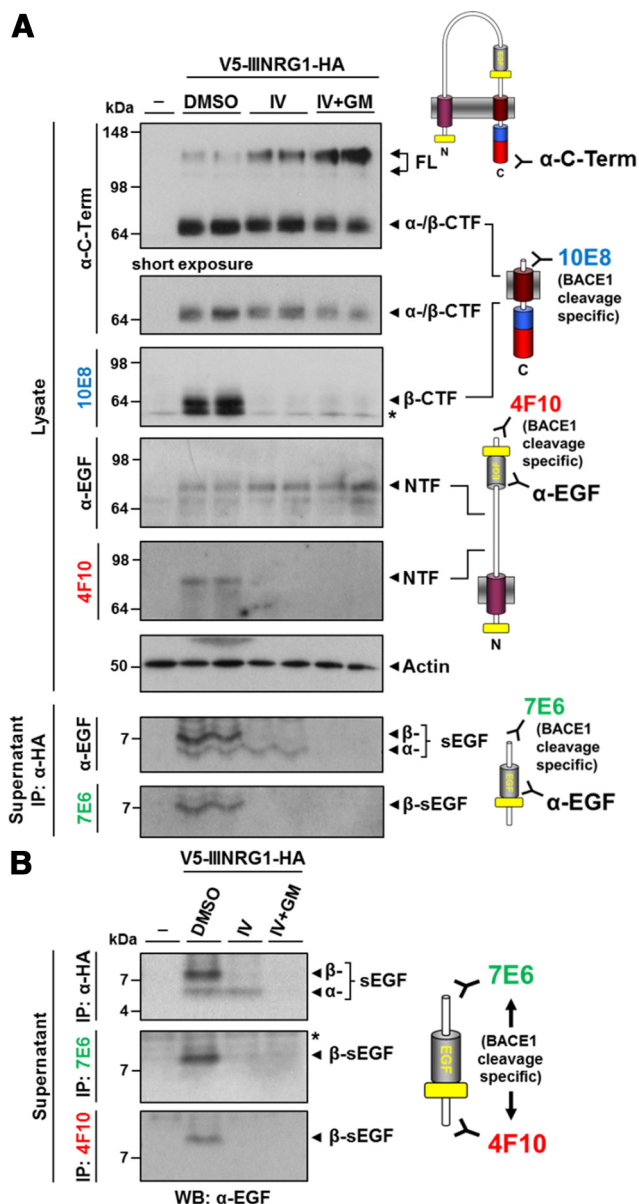 A
V5-IIINRG1-HA
kDa
–
DMSO
IV
IV+GM
Lysate
α-C-Term
148
98
64
FL
α-/β-CTF
short exposure
64
α-/β-CTF
10E8
98
64
β-CTF
*
α-EGF
98
64
NTF
4F10
98
64
NTF
50
Actin
Supernatant
IP: α-HA
α-EGF
7
β-
α-
sEGF
7E6
7
β-sEGF
EGF
N
C
α-C-Term
10E8
(BACE1
cleavage
specific)
C
4F10
(BACE1
cleavage
specific)
EGF
α-EGF
N
7E6
(BACE1
cleavage
specific)
EGF
α-EGF
B
V5-IIINRG1-HA
kDa
–
DMSO
IV
IV+GM
Supernatant
IP: α-HA
7
4
β-
α-
sEGF
IP: 7E6
7
*
β-sEGF
IP: 4F10
7
β-sEGF
WB: α-EGF
7E6
EGF
(BACE1
cleavage
specific)
4F10